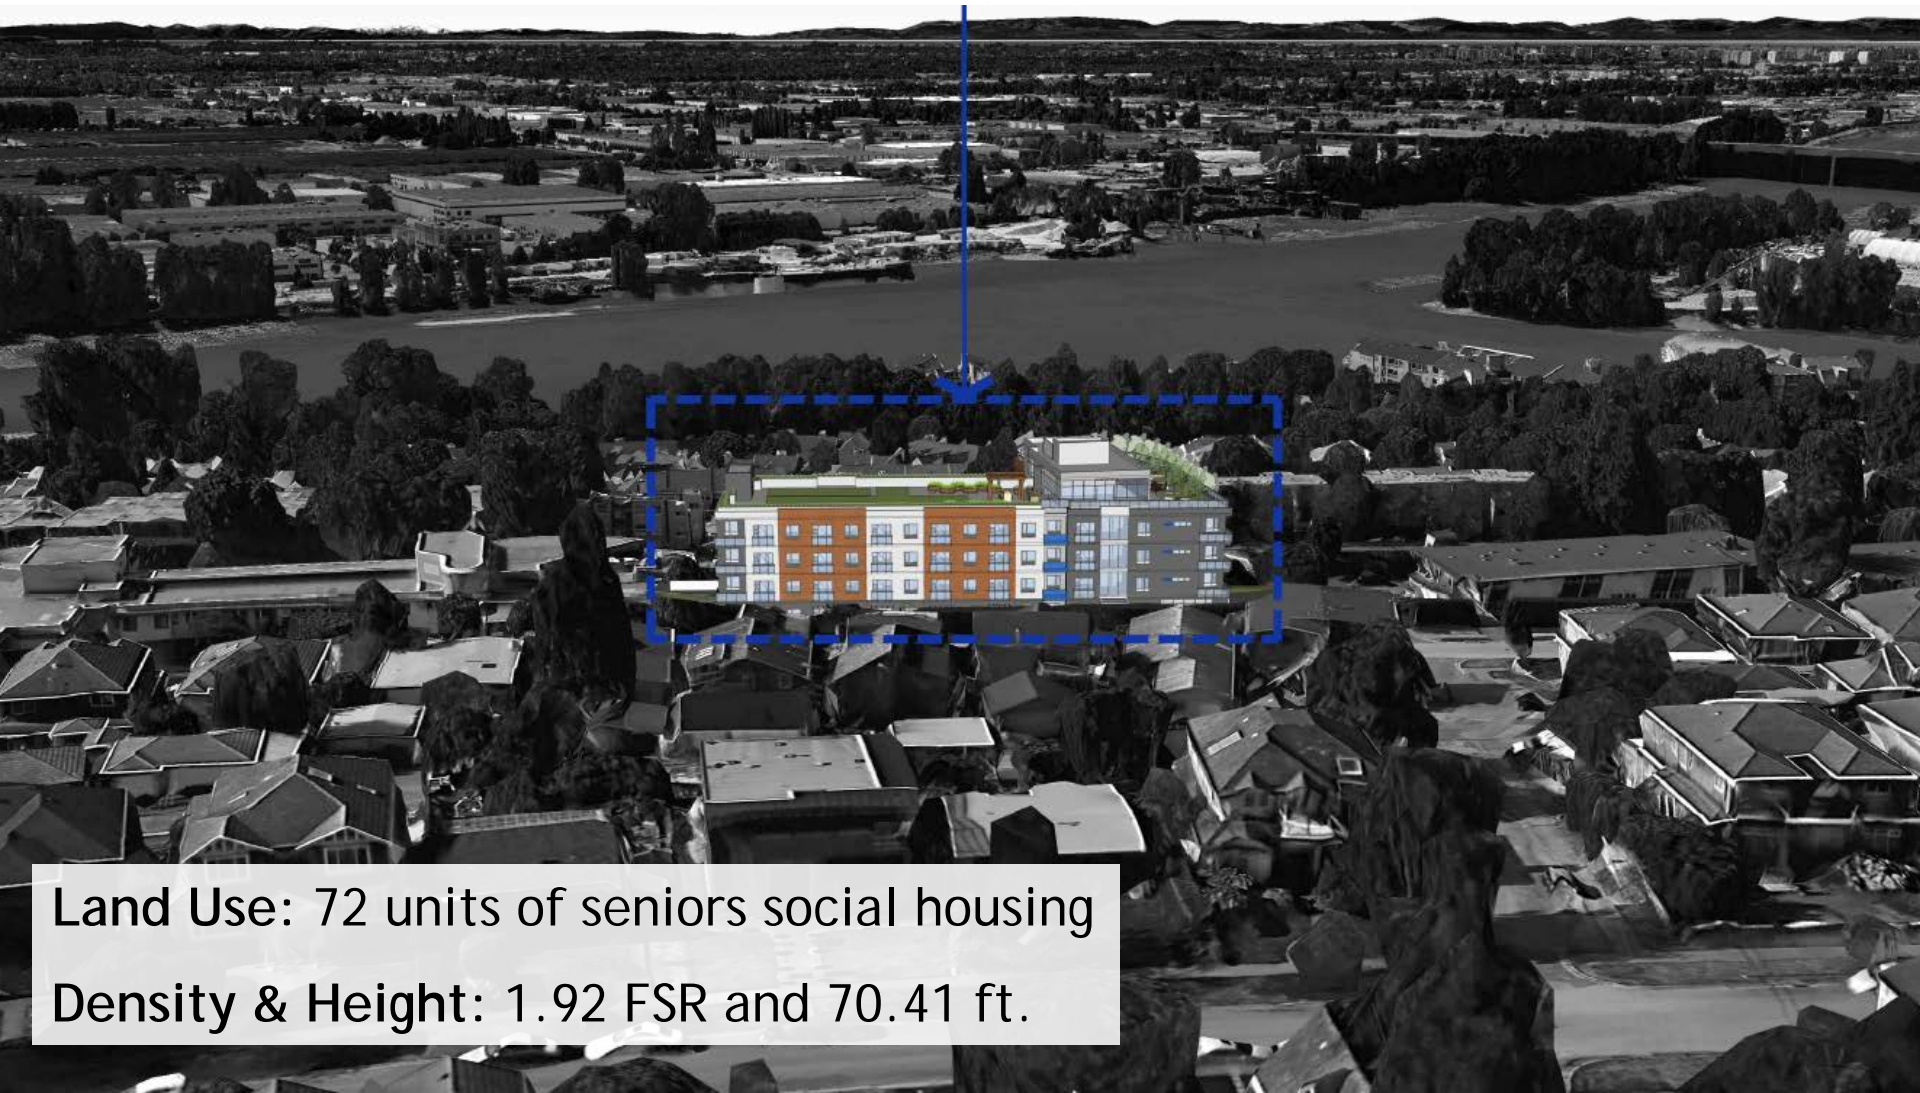 Land Use: 72 units of seniors social housing
Density & Height: 1.92 FSR and 70.41 ft.